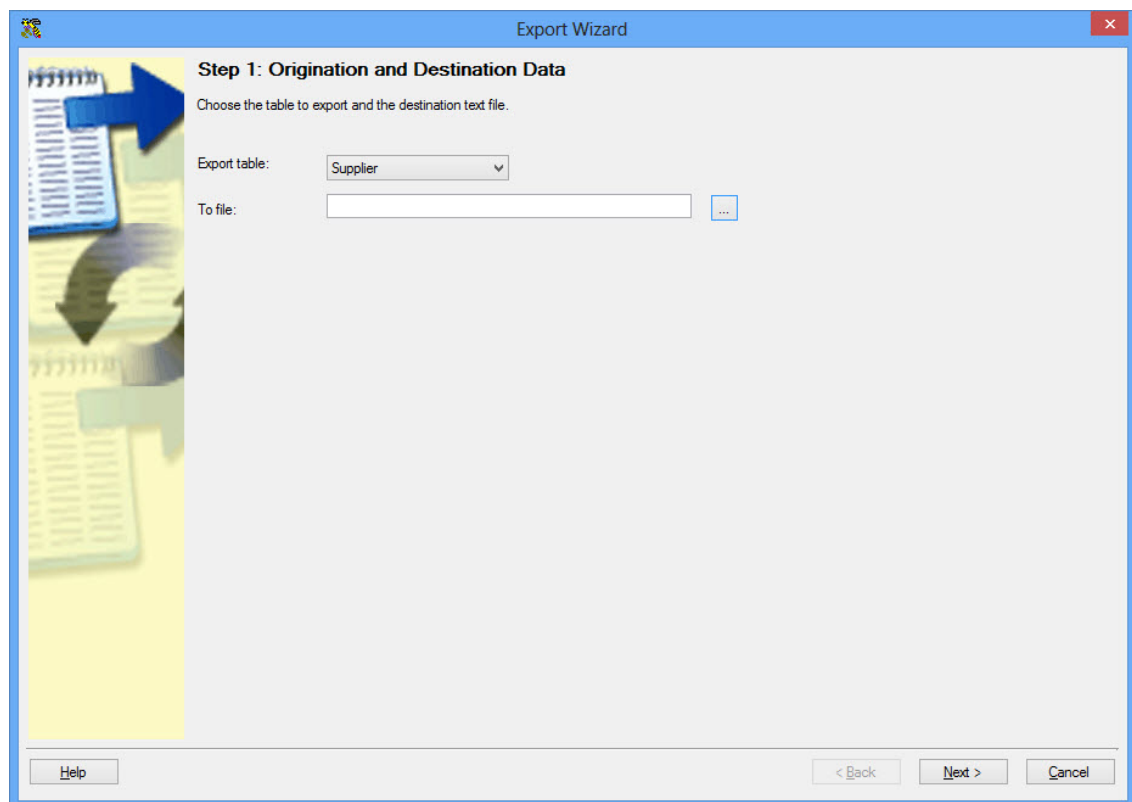 Export Wizard
Step 1: Origination and Destination Data
Choose the table to export and the destination text file.
Export table: Supplier
To file: ...
Help < Back Next > Cancel